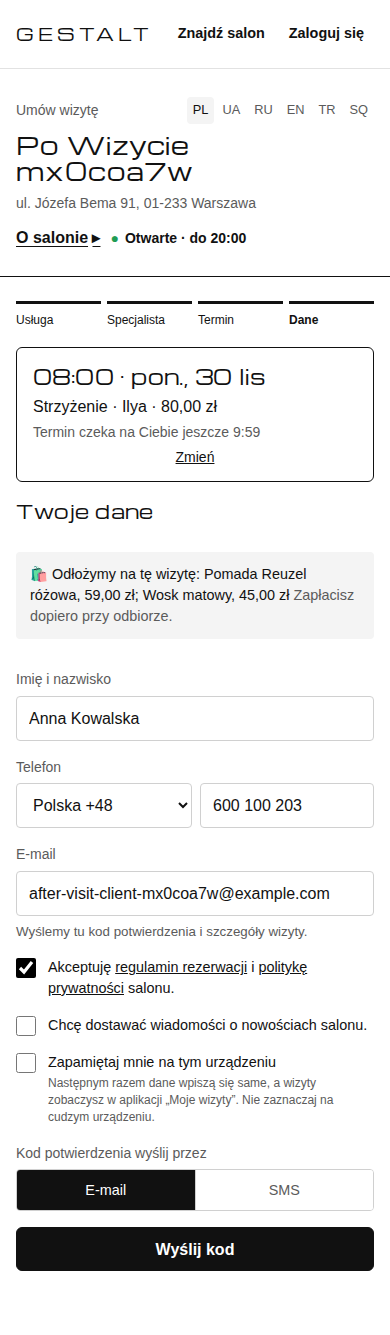 GESTALT Znajdź salon Zaloguj się
Umów wizytę PL UA RU EN TR SQ
Po Wizycie
mx0coa7w
ul. Józefa Bema 91, 01-233 Warszawa
O salonie ▸ ● Otwarte · do 20:00
Usługa Specjalista Termin Dane
08:00 · pon., 30 lis
Strzyżenie · Ilya · 80,00 zł
Termin czeka na Ciebie jeszcze 9:59
Zmień
Twoje dane
🛍️ Odłożymy na tę wizytę: Pomada Reuzel
różowa, 59,00 zł; Wosk matowy, 45,00 zł Zapłacisz
dopiero przy odbiorze.
Imię i nazwisko
Anna Kowalska
Telefon
Polska +48 600 100 203
E-mail
after-visit-client-mx0coa7w@example.com
Wyślemy tu kod potwierdzenia i szczegóły wizyty.
Akceptuję regulamin rezerwacji i politykę
prywatności salonu.
Chcę dostawać wiadomości o nowościach salonu.
Zapamiętaj mnie na tym urządzeniu
Następnym razem dane wpiszą się same, a wizyty
zobaczysz w aplikacji „Moje wizyty”. Nie zaznaczaj na
cudzym urządzeniu.
Kod potwierdzenia wyślij przez
E-mail SMS
Wyślij kod